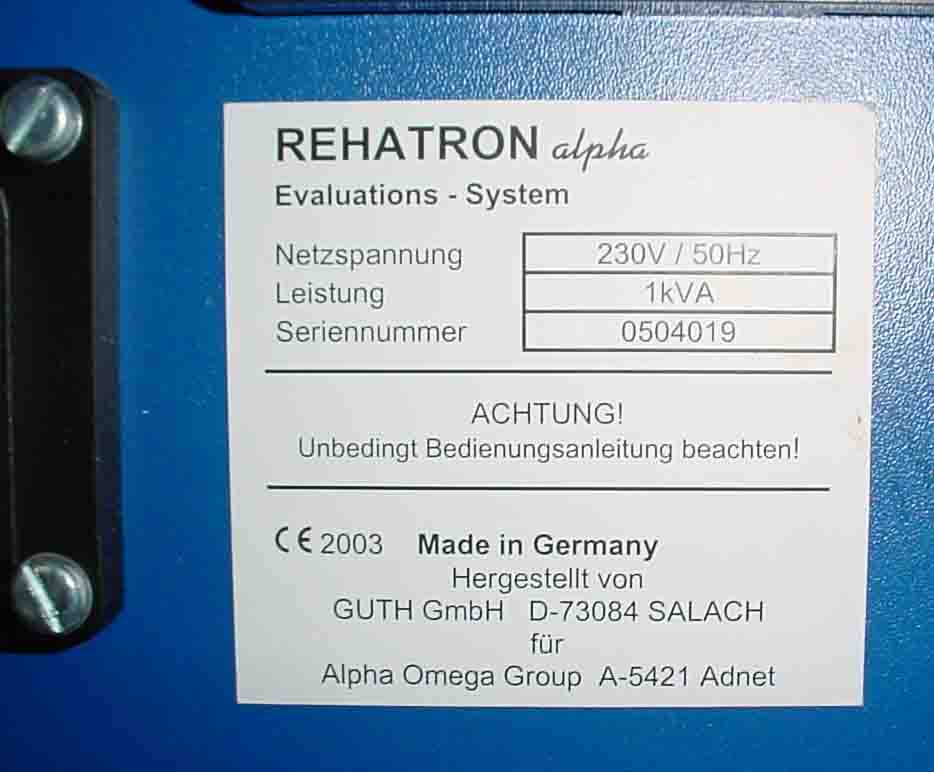 REHATRON alpha
Evaluations - System
Netzspannung 230V / 50Hz
Leistung 1kVA
Seriennummer 0504019
ACHTUNG!
Unbedingt Bedienungsanleitung beachten!
CE 2003 Made in Germany
Hergestellt von
GUTH GmbH D-73084 SALACH
für
Alpha Omega Group A-5421 Adnet